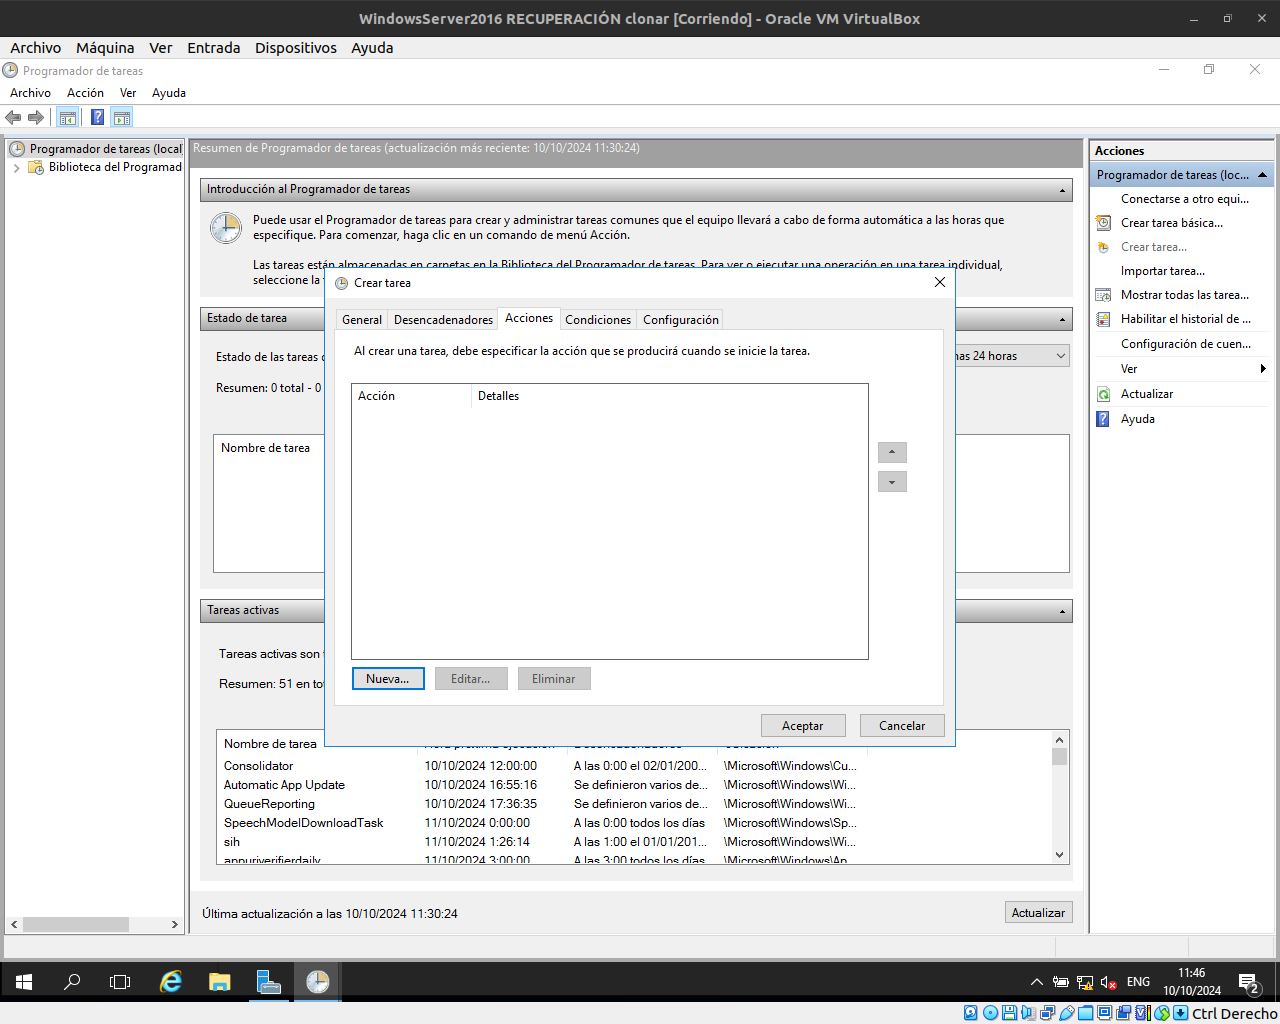 WindowsServer2016 RECUPERACIÓN clonar [Corriendo] - Oracle VM VirtualBox
Archivo Máquina Ver Entrada Dispositivos Ayuda
Programador de tareas
Archivo Acción Ver Ayuda
Programador de tareas (local
Biblioteca del Programad
Resumen de Programador de tareas (actualización más reciente: 10/10/2024 11:30:24)
Introducción al Programador de tareas
Puede usar el Programador de tareas para crear y administrar tareas comunes que el equipo llevará a cabo de forma automática a las horas que
especifique. Para comenzar, haga clic en un comando de menú Acción.
Las tareas están almacenadas en carpetas en la Biblioteca del Programador de tareas. Para ver o ejecutar una operación en una tarea individual,
seleccione la
Estado de tarea
Estado de las tareas
nas 24 horas
Resumen: 0 total - 0
Nombre de tarea
Tareas activas
Tareas activas son
Resumen: 51 en
Nombre de tarea
Consolidator 10/10/2024 12:00:00 A las 0:00 el 02/01/200... \Microsoft\Windows\Cu...
Automatic App Update 10/10/2024 16:55:16 Se definieron varios de... \Microsoft\Windows\Wi...
QueueReporting 10/10/2024 17:36:35 Se definieron varios de... \Microsoft\Windows\Wi...
SpeechModelDownloadTask 11/10/2024 0:00:00 A las 0:00 todos los días \Microsoft\Windows\Sp...
sih 11/10/2024 1:26:14 A las 1:00 el 01/01/201... \Microsoft\Windows\Wi...
appuriverifierdaily 11/10/2024 3:00:00 A las 3:00 todos los días \Microsoft\Windows\Ap
Última actualización a las 10/10/2024 11:30:24
Actualizar
Crear tarea
General Desencadenadores Acciones Condiciones Configuración
Al crear una tarea, debe especificar la acción que se producirá cuando se inicie la tarea.
Acción Detalles
Nueva... Editar... Eliminar
Aceptar Cancelar
Acciones
Programador de tareas (loc...
Conectarse a otro equi...
Crear tarea básica...
Crear tarea...
Importar tarea...
Mostrar todas las tarea...
Habilitar el historial de ...
Configuración de cuen...
Ver
Actualizar
Ayuda
ENG
11:46
10/10/2024
2
Ctrl Derecho